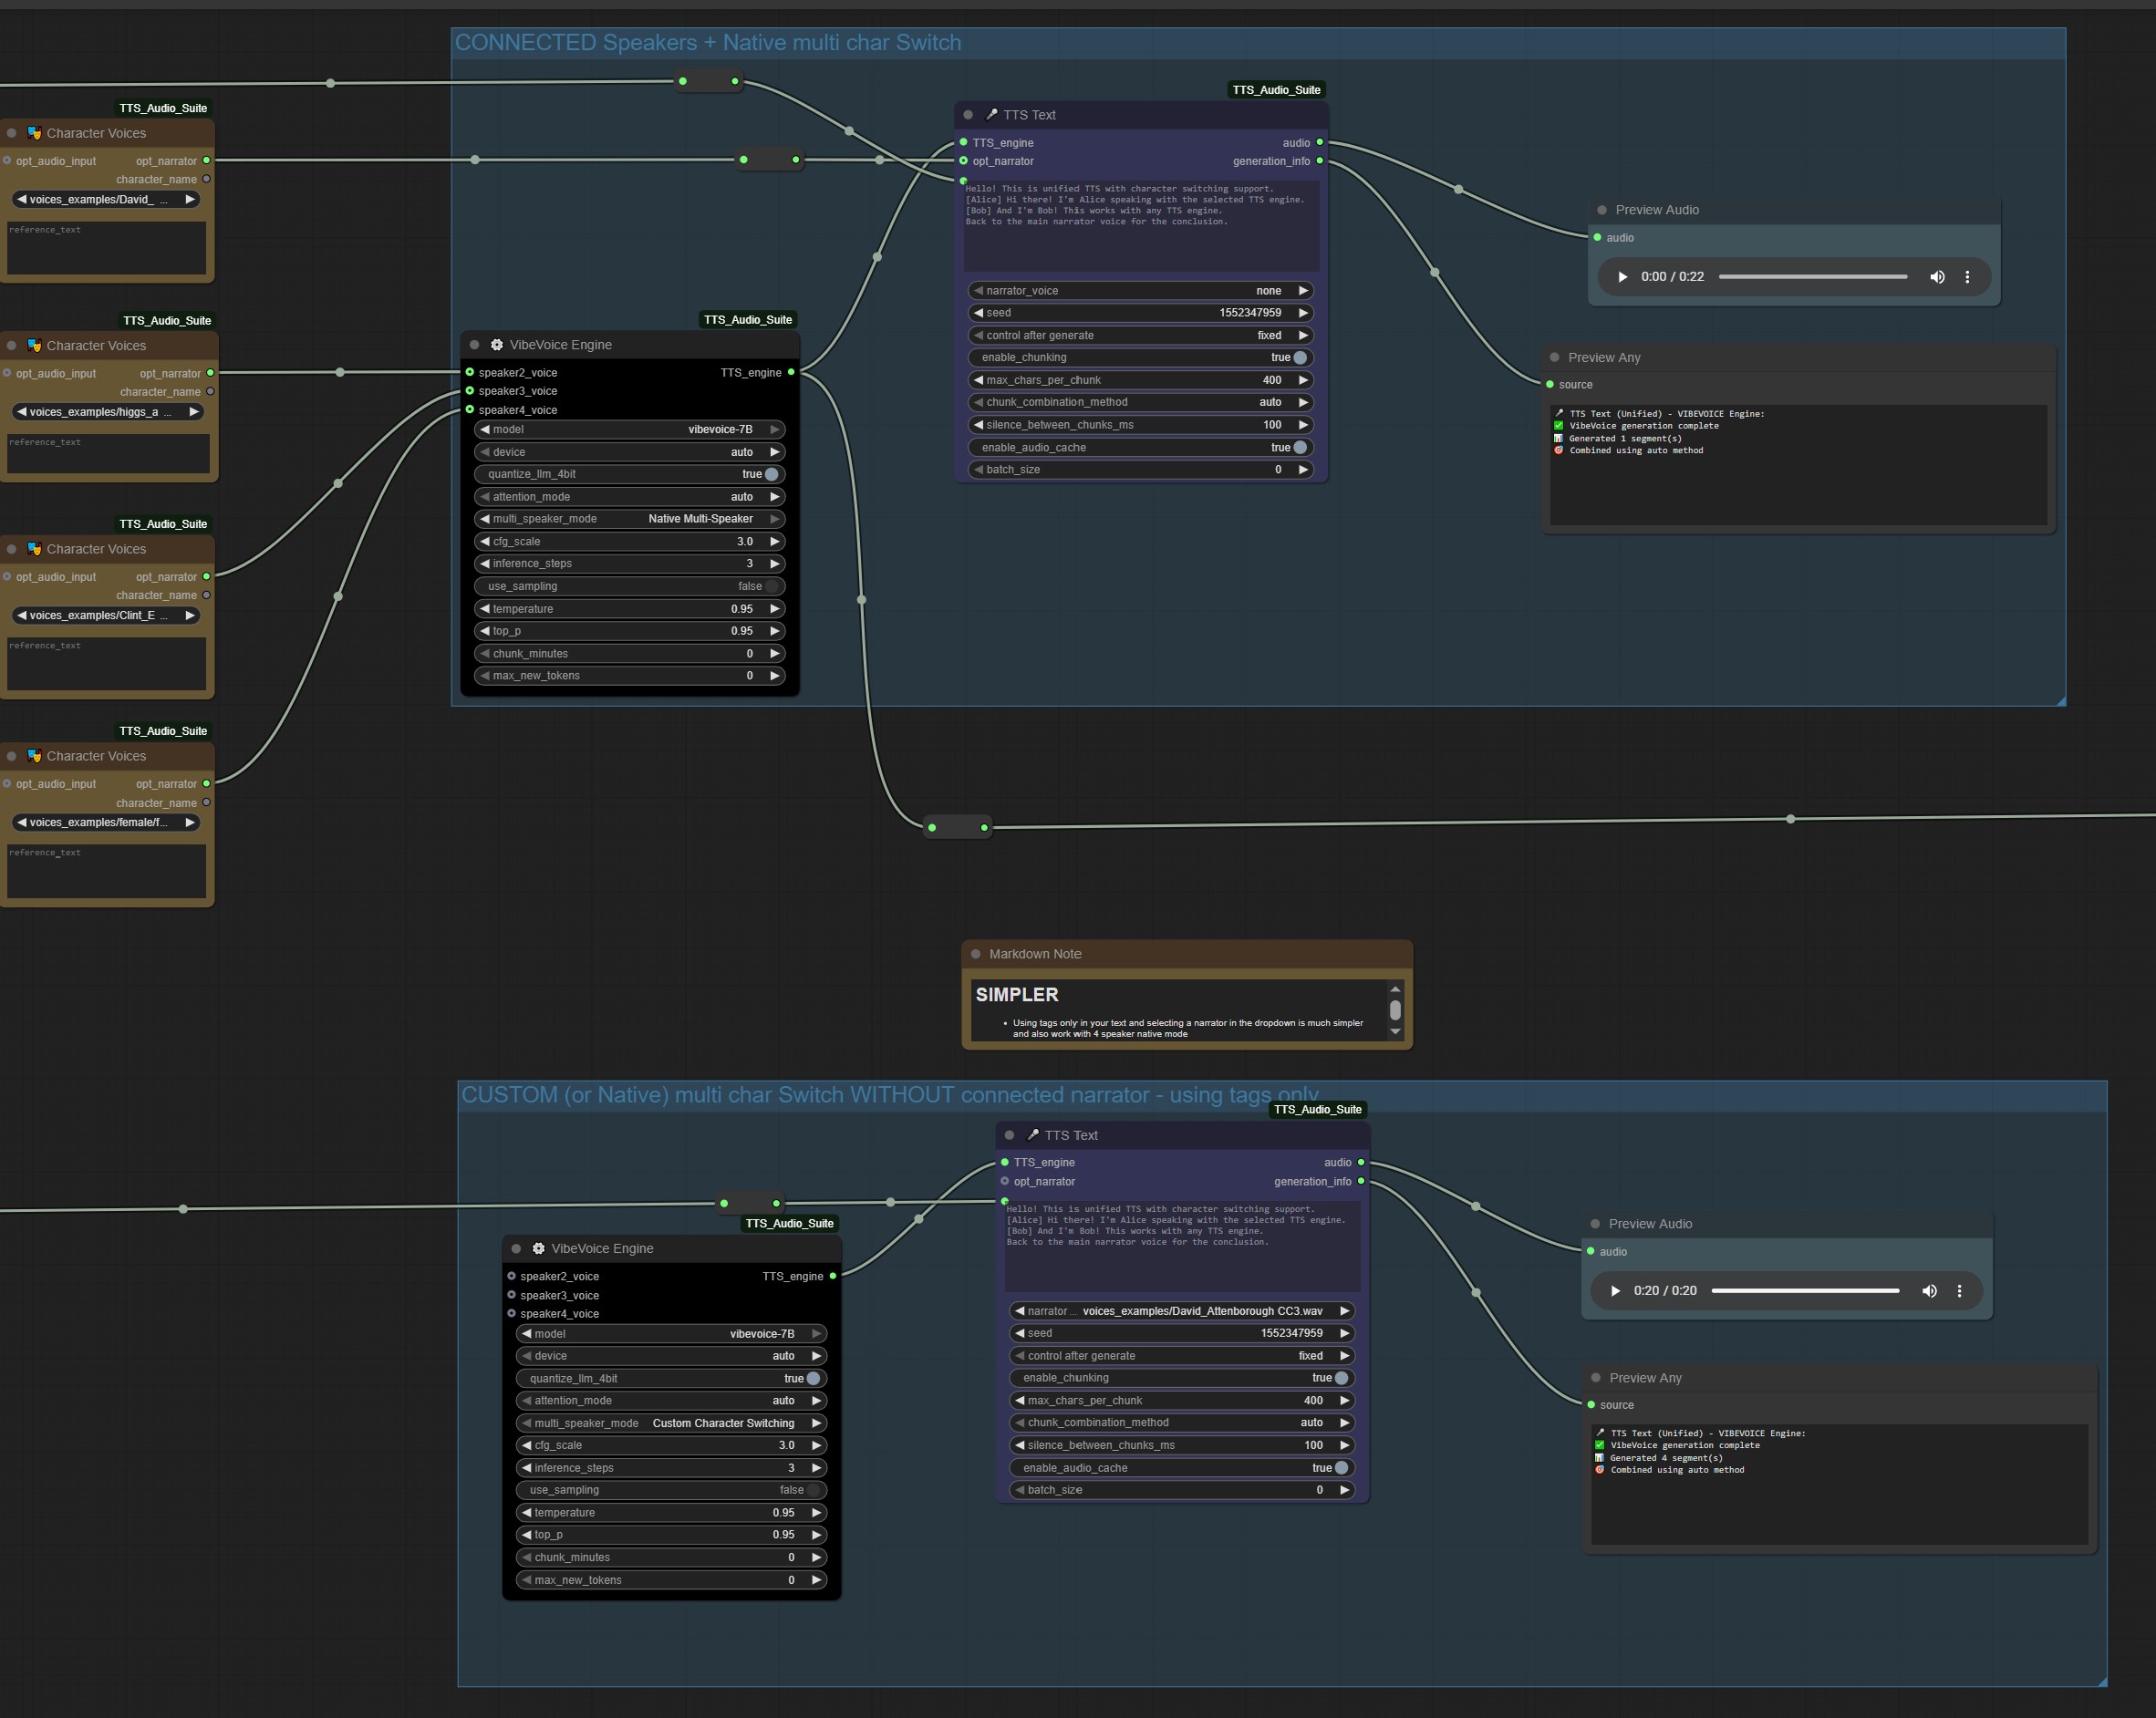 CONNECTED Speakers + Native multi char Switch
TTS_Audio_Suite
Character Voices
opt_audio_input opt_narrator
character_name
voices_examples/David_ ...
reference_text
TTS_Audio_Suite
Character Voices
opt_audio_input opt_narrator
character_name
voices_examples/higgs_a ...
reference_text
TTS_Audio_Suite
Character Voices
opt_audio_input opt_narrator
character_name
voices_examples/Clint_E ...
reference_text
TTS_Audio_Suite
Character Voices
opt_audio_input opt_narrator
character_name
voices_examples/female/f...
reference_text
TTS_Audio_Suite
VibeVoice Engine
speaker2_voice TTS_engine
speaker3_voice
speaker4_voice
model vibevoice-7B
device auto
quantize_llm_4bit true
attention_mode auto
multi_speaker_mode Native Multi-Speaker
cfg_scale 3.0
inference_steps 3
use_sampling false
temperature 0.95
top_p 0.95
chunk_minutes 0
max_new_tokens 0
TTS_Audio_Suite
TTS Text
TTS_engine audio
opt_narrator generation_info
Hello! This is unified TTS with character switching support.
[Alice] Hi there! I'm Alice speaking with the selected TTS engine.
[Bob] And I'm Bob! This works with any TTS engine.
Back to the main narrator voice for the conclusion.
narrator_voice none
seed 1552347959
control after generate fixed
enable_chunking true
max_chars_per_chunk 400
chunk_combination_method auto
silence_between_chunks_ms 100
enable_audio_cache true
batch_size 0
Preview Audio
audio
0:00 / 0:22
Preview Any
source
TTS Text (Unified) - VIBEVOICE Engine:
VibeVoice generation complete
Generated 1 segment(s)
Combined using auto method
Markdown Note
SIMPLER
• Using tags only in your text and selecting a narrator in the dropdown is much simpler
and also work with 4 speaker native mode
CUSTOM (or Native) multi char Switch WITHOUT connected narrator - using tags only
TTS_Audio_Suite
VibeVoice Engine
speaker2_voice TTS_engine
speaker3_voice
speaker4_voice
model vibevoice-7B
device auto
quantize_llm_4bit true
attention_mode auto
multi_speaker_mode Custom Character Switching
cfg_scale 3.0
inference_steps 3
use_sampling false
temperature 0.95
top_p 0.95
chunk_minutes 0
max_new_tokens 0
TTS_Audio_Suite
TTS Text
TTS_engine audio
opt_narrator generation_info
Hello! This is unified TTS with character switching support.
[Alice] Hi there! I'm Alice speaking with the selected TTS engine.
[Bob] And I'm Bob! This works with any TTS engine.
Back to the main narrator voice for the conclusion.
narrator ... voices_examples/David_Attenborough CC3.wav
seed 1552347959
control after generate fixed
enable_chunking true
max_chars_per_chunk 400
chunk_combination_method auto
silence_between_chunks_ms 100
enable_audio_cache true
batch_size 0
Preview Audio
audio
0:20 / 0:20
Preview Any
source
TTS Text (Unified) - VIBEVOICE Engine:
VibeVoice generation complete
Generated 4 segment(s)
Combined using auto method